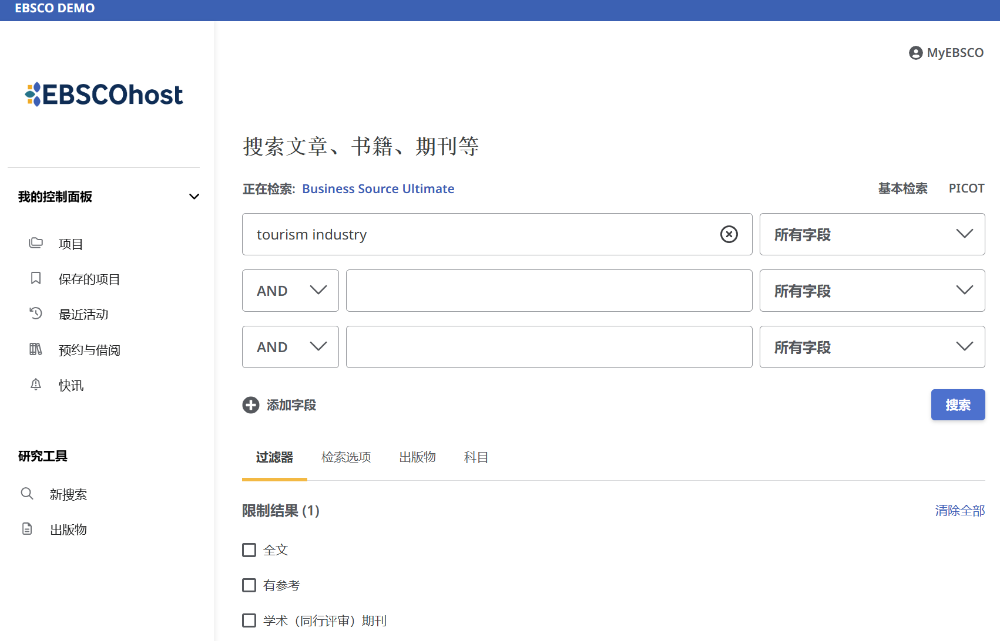 EBSCO DEMO
MyEBSCO
EBSCOhost
我的控制面板
项目
保存的项目
最近活动
预约与借阅
快讯
研究工具
新搜索
出版物
搜索文章、书籍、期刊等
正在检索: Business Source Ultimate
基本检索 PICOT
tourism industry 所有字段
AND 所有字段
AND 所有字段
添加字段 搜索
过滤器 检索选项 出版物 科目
限制结果 (1) 清除全部
全文
有参考
学术（同行评审）期刊